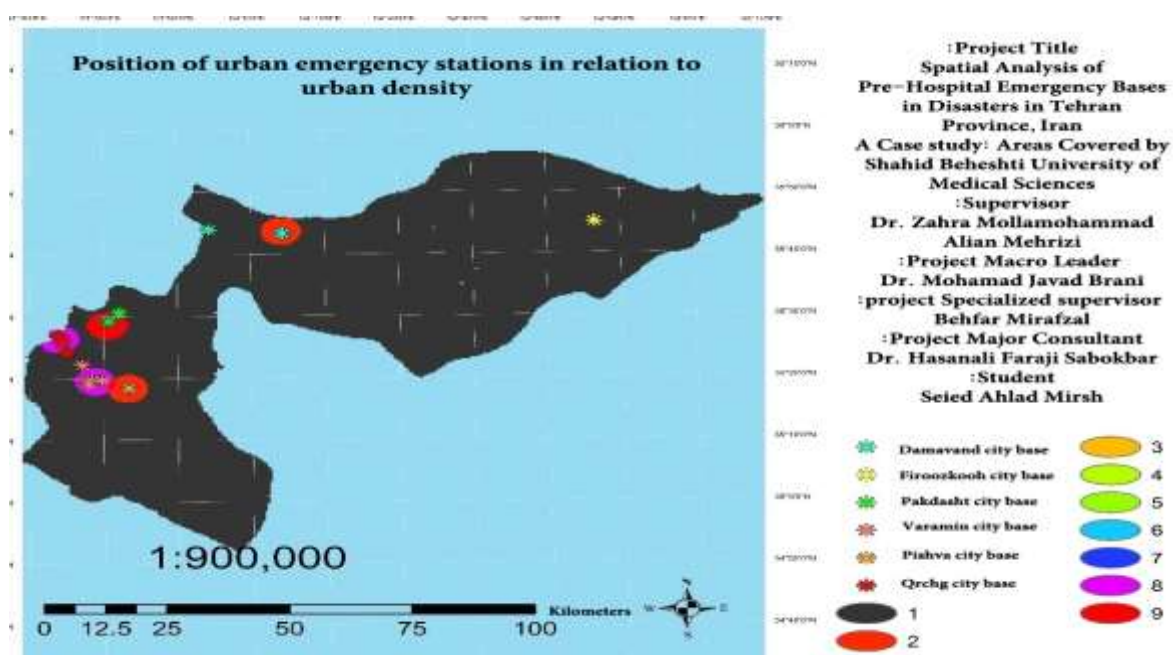 Position of urban emergency stations in relation to
urban density
1:900,000
Kilometers
0 12.5 25 50 75 100
N
W E
S
:Project Title
Spatial Analysis of
Pre-Hospital Emergency Bases
in Disasters in Tehran
Province, Iran
A Case study: Areas Covered by
Shahid Beheshti University of
Medical Sciences
:Supervisor
Dr. Zahra Mollamohammad
Alian Mehrizi
:Project Macro Leader
Dr. Mohamad Javad Brani
:project Specialized supervisor
Behfar Mirafzal
:Project Major Consultant
Dr. Hasanali Faraji Sabokbar
:Student
Seied Ahlad Mirsh
Damavand city base
Firoozkooh city base
Pakdasht city base
Varamin city base
Pishva city base
Qrchg city base
1
2
3
4
5
6
7
8
9